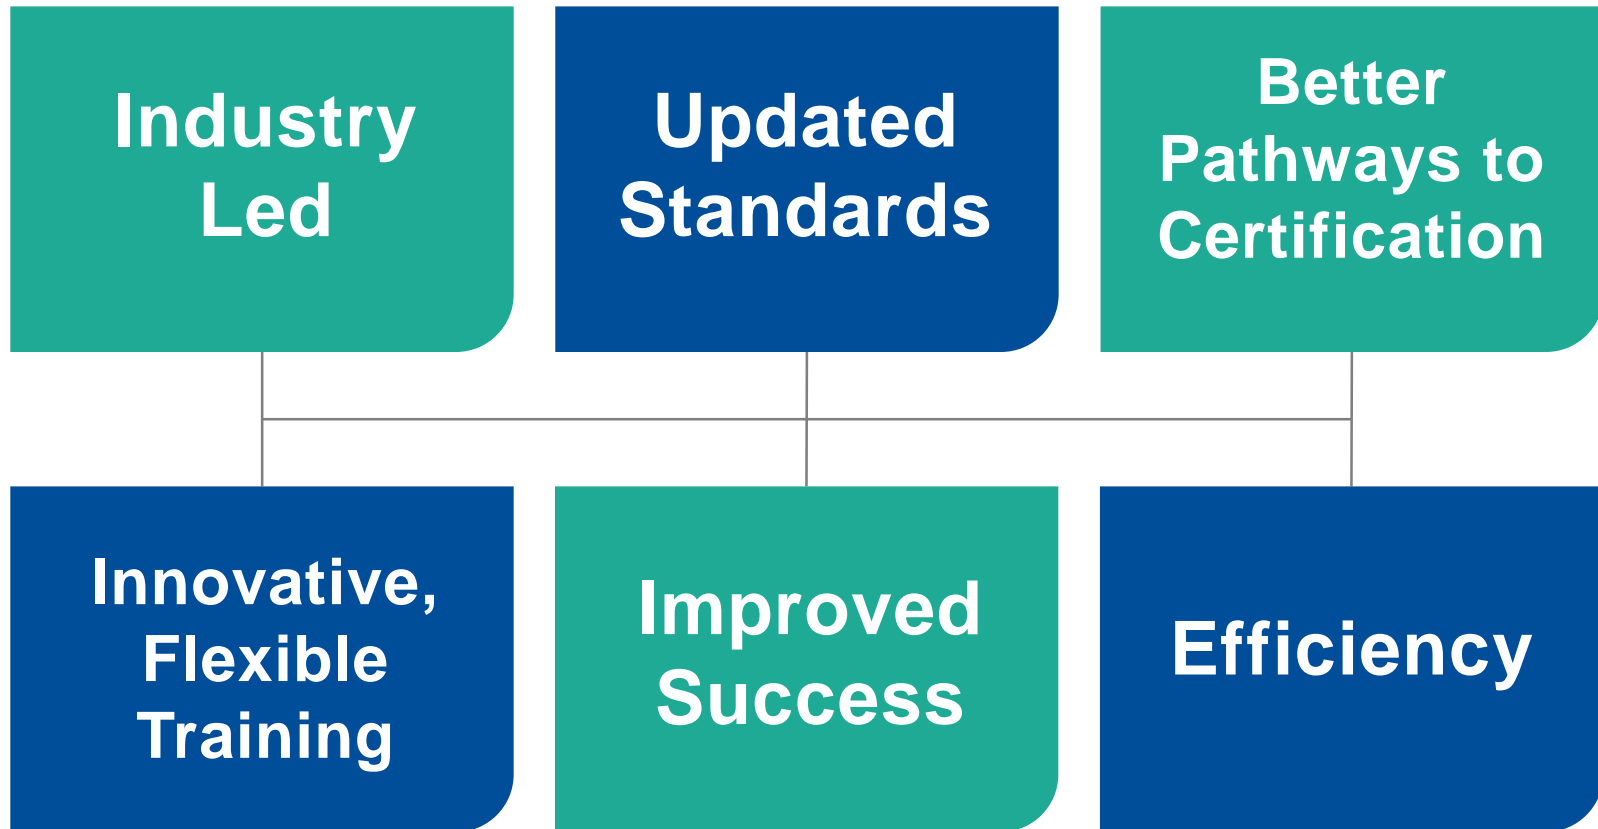 Industry
Led
Updated
Standards
Better
Pathways to
Certification
Innovative,
Flexible
Training
Improved
Success
Efficiency